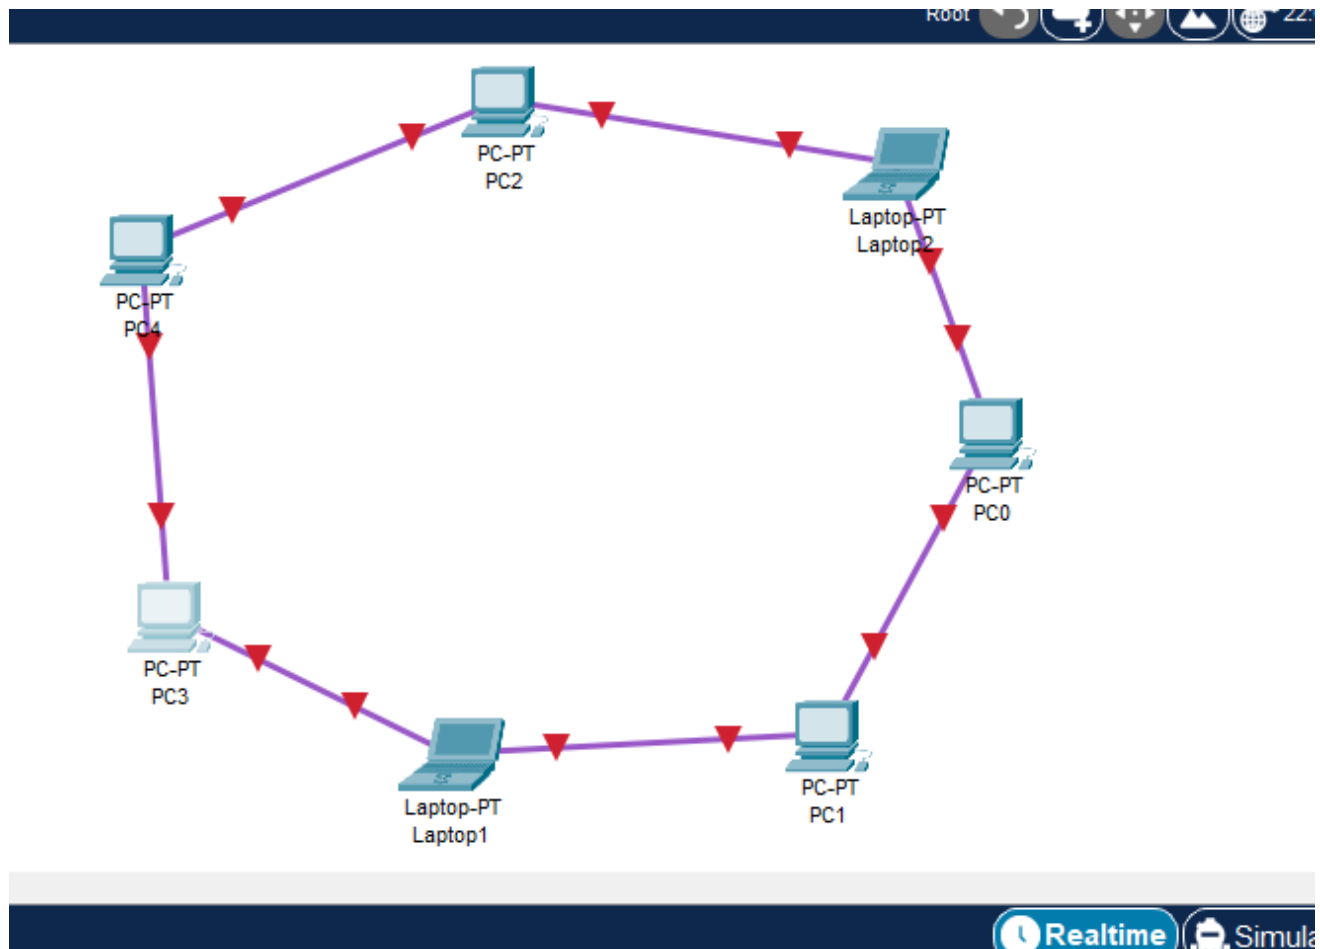 Root
PC-PT
PC2
Laptop-PT
Laptop2
PC-PT
PC4
PC-PT
PC0
PC-PT
PC3
Laptop-PT
Laptop1
PC-PT
PC1
Realtime